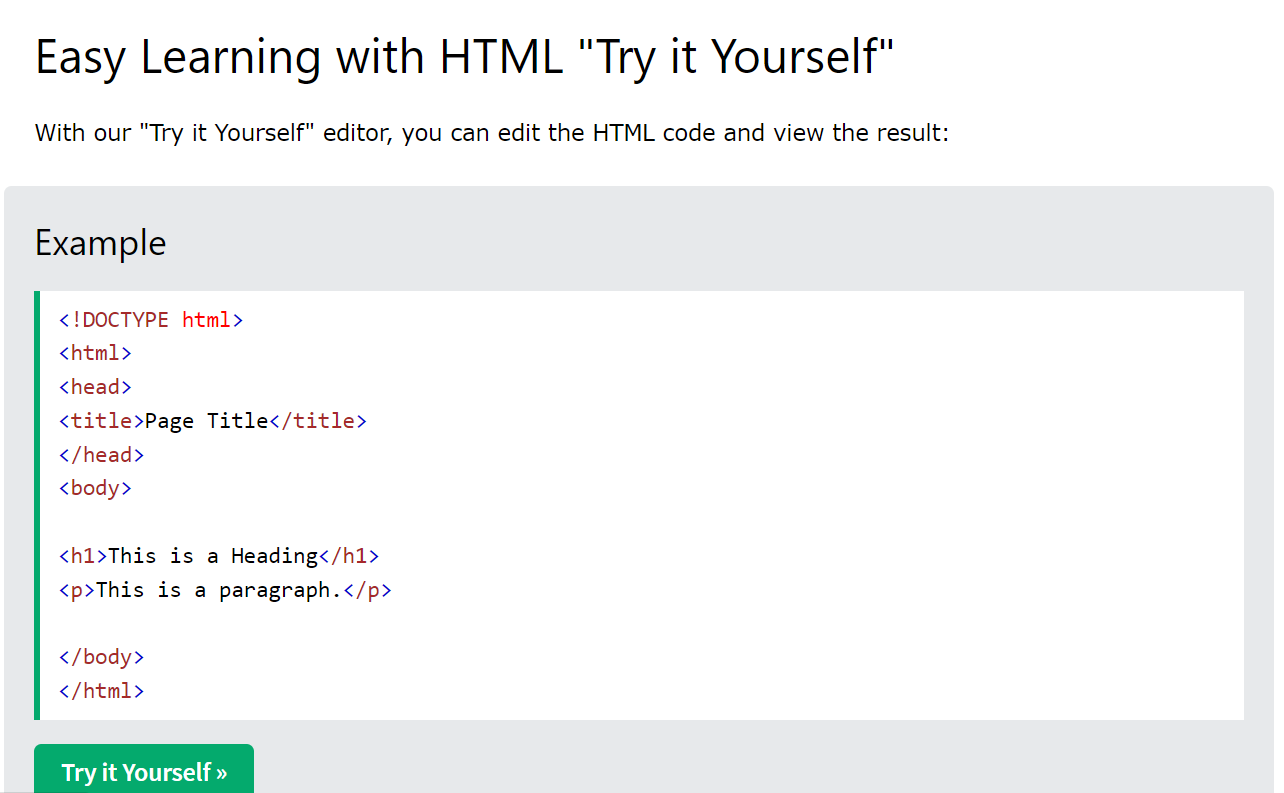 Easy Learning with HTML "Try it Yourself"
With our "Try it Yourself" editor, you can edit the HTML code and view the result:
Example
<!DOCTYPE html>
<html>
<head>
<title>Page Title</title>
</head>
<body>
<h1>This is a Heading</h1>
<p>This is a paragraph.</p>
</body>
</html>
Try it Yourself »